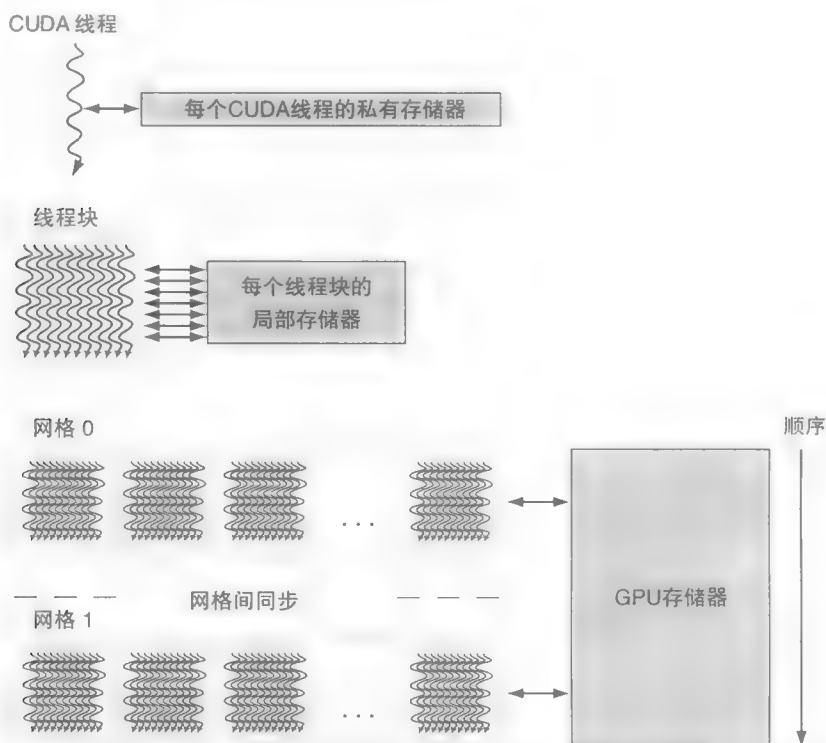 CUDA 线程
每个CUDA线程的私有存储器
线程块
每个线程块的
局部存储器
网格 0
顺序
...
网格间同步
GPU存储器
网格 1
...